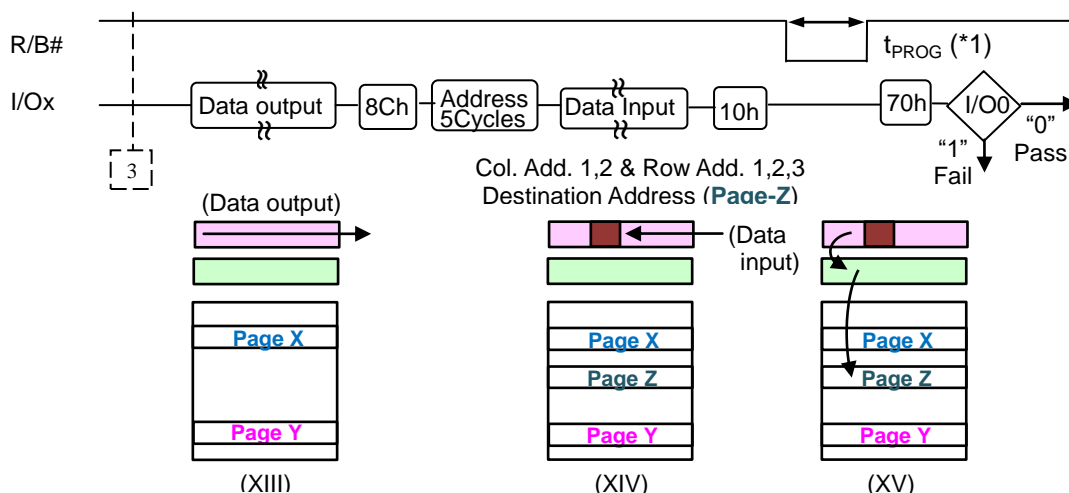 R/B#
tPROG (*1)
I/Ox
Data output
8Ch
Address
5Cycles
Data Input
10h
70h
I/O0
"0"
Pass
"1"
Fail
3
Col. Add. 1,2 & Row Add. 1,2,3
Destination Address (Page-Z)
(Data output)
(Data
input)
Page X
Page Y
(XIII)
Page X
Page Z
Page Y
(XIV)
Page X
Page Z
Page Y
(XV)